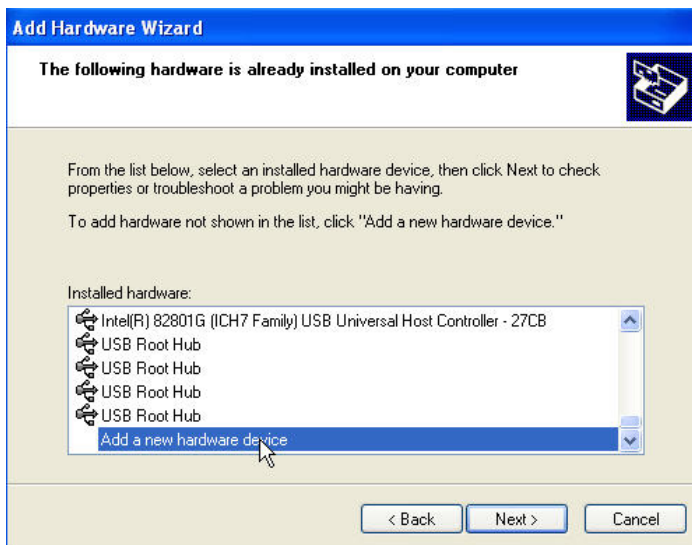 Add Hardware Wizard
The following hardware is already installed on your computer
From the list below, select an installed hardware device, then click Next to check
properties or troubleshoot a problem you might be having.
To add hardware not shown in the list, click "Add a new hardware device."
Installed hardware:
Intel(R) 82801G (ICH7 Family) USB Universal Host Controller - 27CB
USB Root Hub
USB Root Hub
USB Root Hub
USB Root Hub
Add a new hardware device
< Back
Next >
Cancel